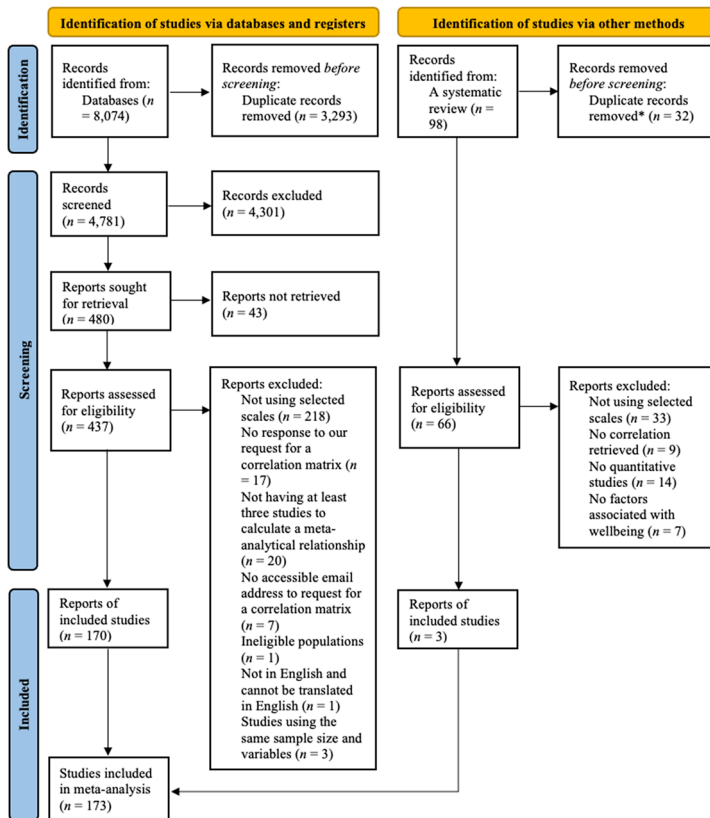 Identification of studies via databases and registers
Identification of studies via other methods
Identification
Records
identified from:
Databases (n
= 8,074)
Records removed before
screening:
Duplicate records
removed (n = 3,293)
Records
identified from:
A systematic
review (n =
98)
Records removed
before screening:
Duplicate records
removed* (n = 32)
Screening
Records
screened
(n = 4,781)
Records excluded
(n = 4,301)
Reports sought
for retrieval
(n = 480)
Reports not retrieved
(n = 43)
Reports assessed
for eligibility
(n = 437)
Reports excluded:
Not using selected
scales (n = 218)
No response to our
request for a
correlation matrix (n
= 17)
Not having at least
three studies to
calculate a meta-
analytical relationship
(n = 20)
No accessible email
address to request for
a correlation matrix
(n = 7)
Ineligible populations
(n = 1)
Not in English and
cannot be translated
in English (n = 1)
Studies using the
same sample size and
variables (n = 3)
Reports assessed
for eligibility
(n = 66)
Reports excluded:
Not using selected
scales (n = 33)
No correlation
retrieved (n = 9)
No quantitative
studies (n = 14)
No factors
associated with
wellbeing (n = 7)
Included
Reports of
included studies
(n = 170)
Reports of
included studies
(n = 3)
Studies included
in meta-analysis
(n = 173)